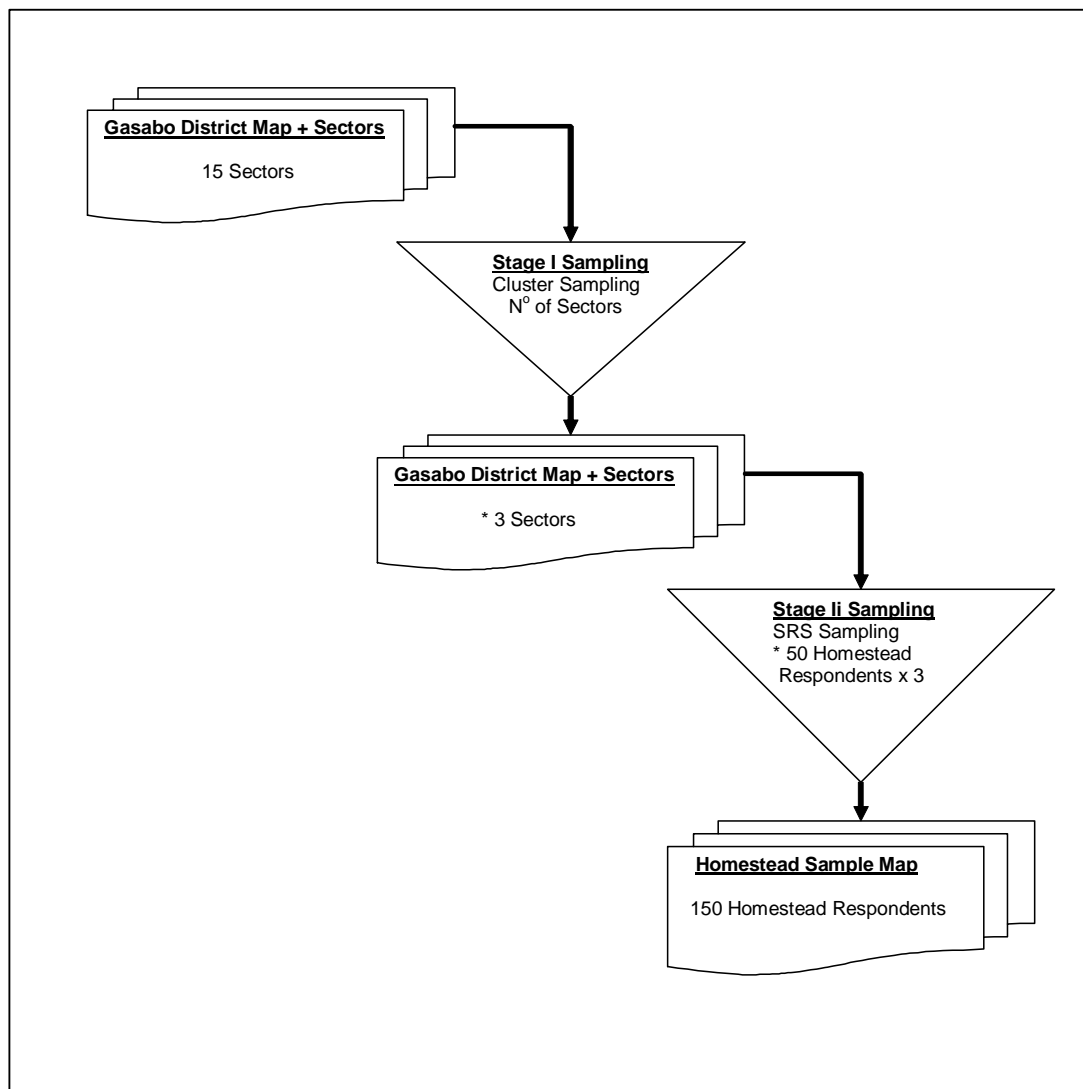 Gasabo District Map + Sectors
15 Sectors
Stage I Sampling
Cluster Sampling
Nº of Sectors
Gasabo District Map + Sectors
* 3 Sectors
Stage Ii Sampling
SRS Sampling
* 50 Homestead
Respondents x 3
Homestead Sample Map
150 Homestead Respondents